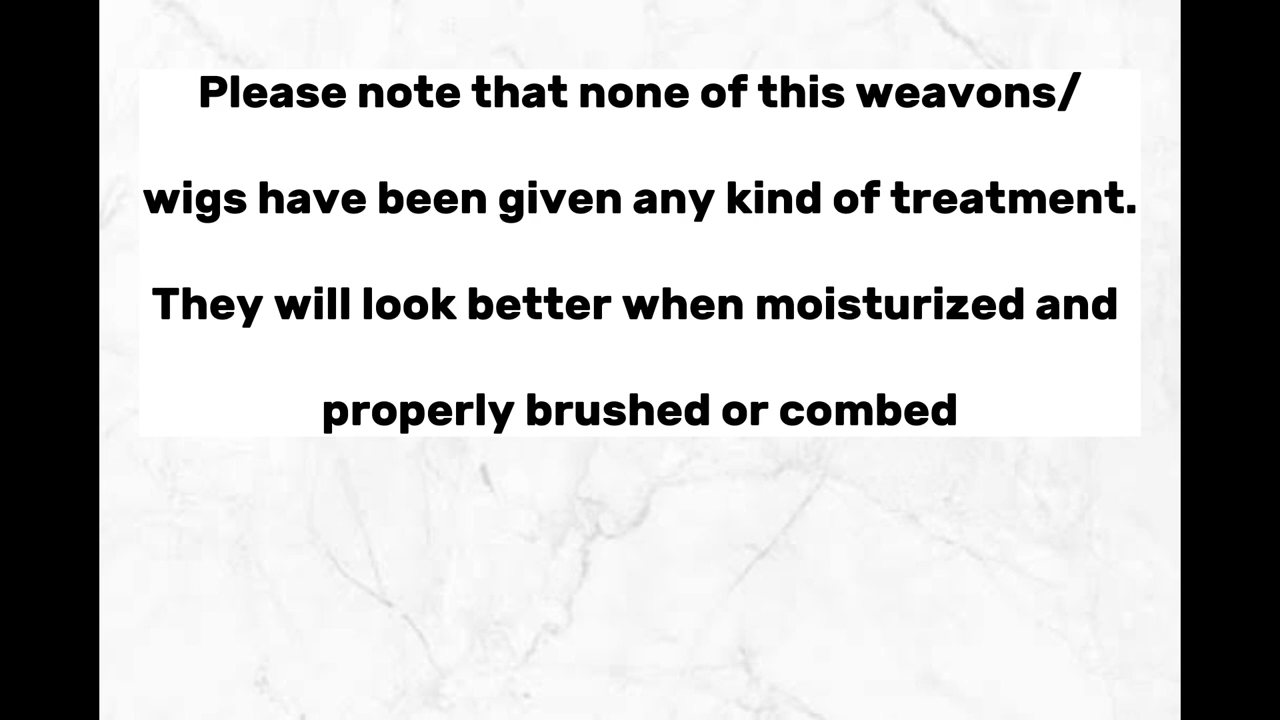 Please note that none of this weavons/
wigs have been given any kind of treatment.
They will look better when moisturized and
properly brushed or combed